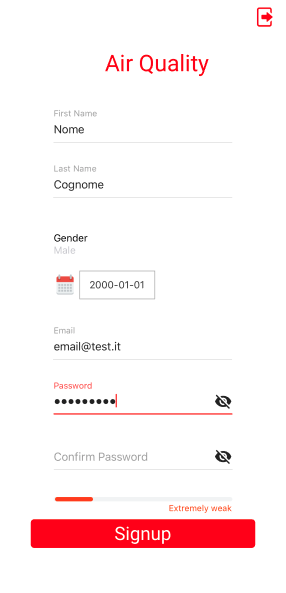 Air Quality
First Name
Nome
Last Name
Cognome
Gender
Male
2000-01-01
Email
email@test.it
Password
•••••••••
Confirm Password
Extremely weak
Signup